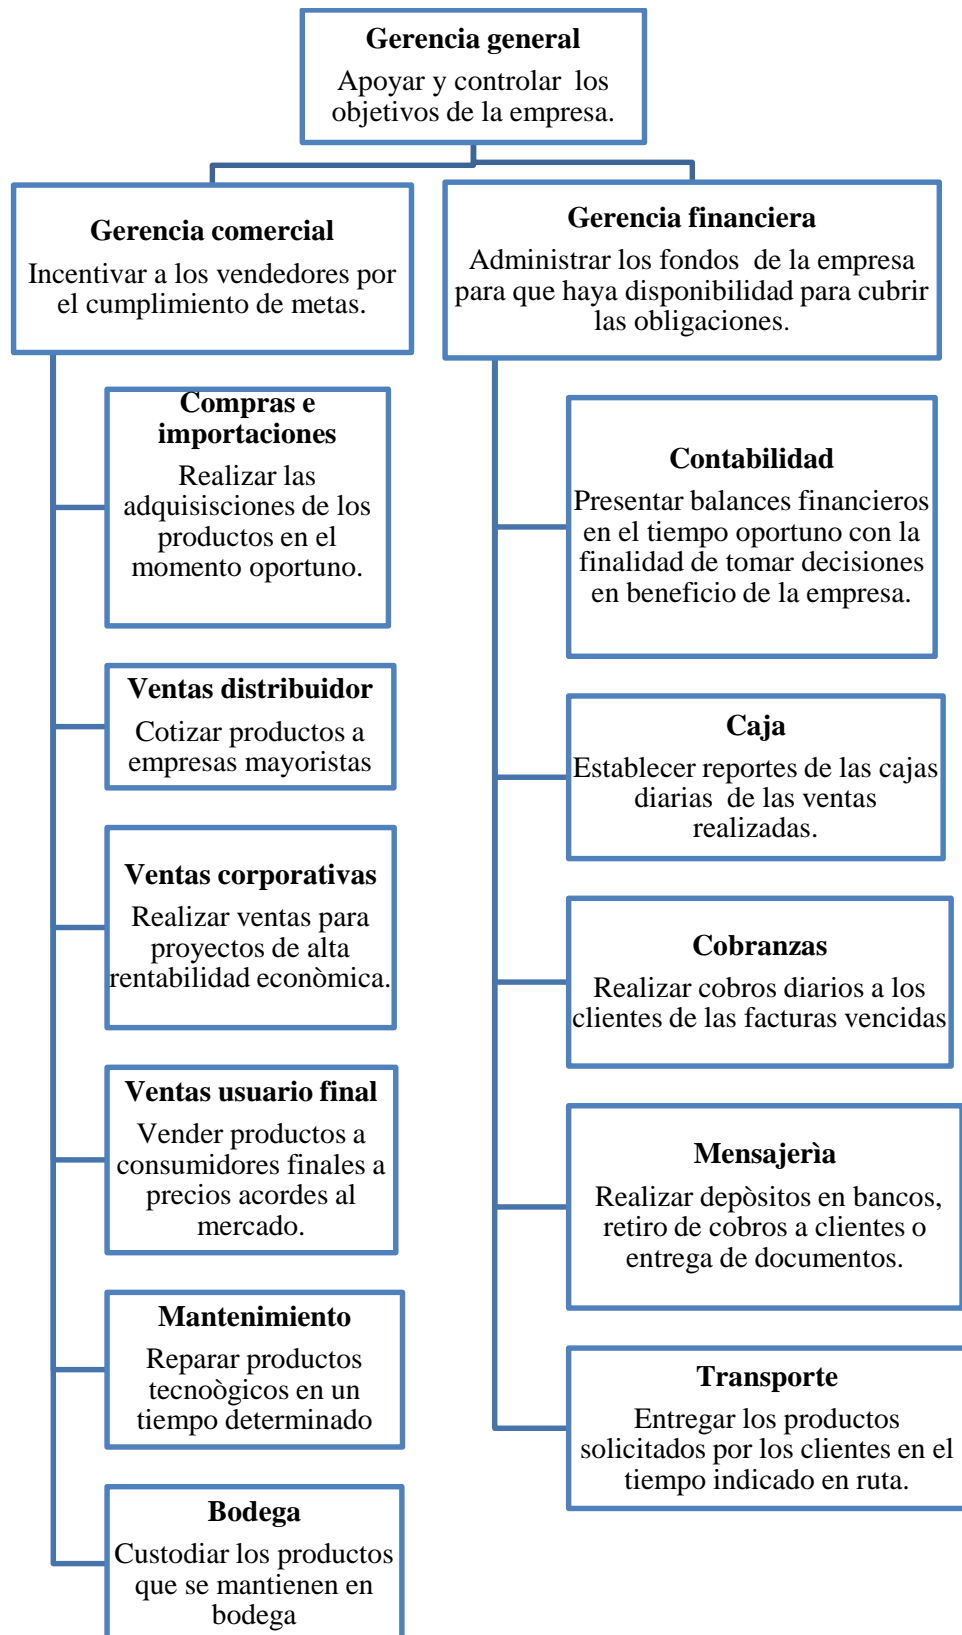 Gerencia general
Apoyar y controlar los
objetivos de la empresa.
Gerencia comercial
Incentivar a los vendedores por
el cumplimiento de metas.
Compras e
importaciones
Realizar las
adquisisciones de los
productos en el
momento oportuno.
Ventas distribuidor
Cotizar productos a
empresas mayoristas
Ventas corporativas
Realizar ventas para
proyectos de alta
rentabilidad econòmica.
Ventas usuario final
Vender productos a
consumidores finales a
precios acordes al
mercado.
Mantenimiento
Reparar productos
tecnoògicos en un
tiempo determinado
Bodega
Custodiar los productos
que se mantienen en
bodega
Gerencia financiera
Administrar los fondos de la empresa
para que haya disponibilidad para cubrir
las obligaciones.
Contabilidad
Presentar balances financieros
en el tiempo oportuno con la
finalidad de tomar decisiones
en beneficio de la empresa.
Caja
Establecer reportes de las cajas
diarias de las ventas
realizadas.
Cobranzas
Realizar cobros diarios a los
clientes de las facturas vencidas
Mensajerìa
Realizar depòsitos en bancos,
retiro de cobros a clientes o
entrega de documentos.
Transporte
Entregar los productos
solicitados por los clientes en el
tiempo indicado en ruta.